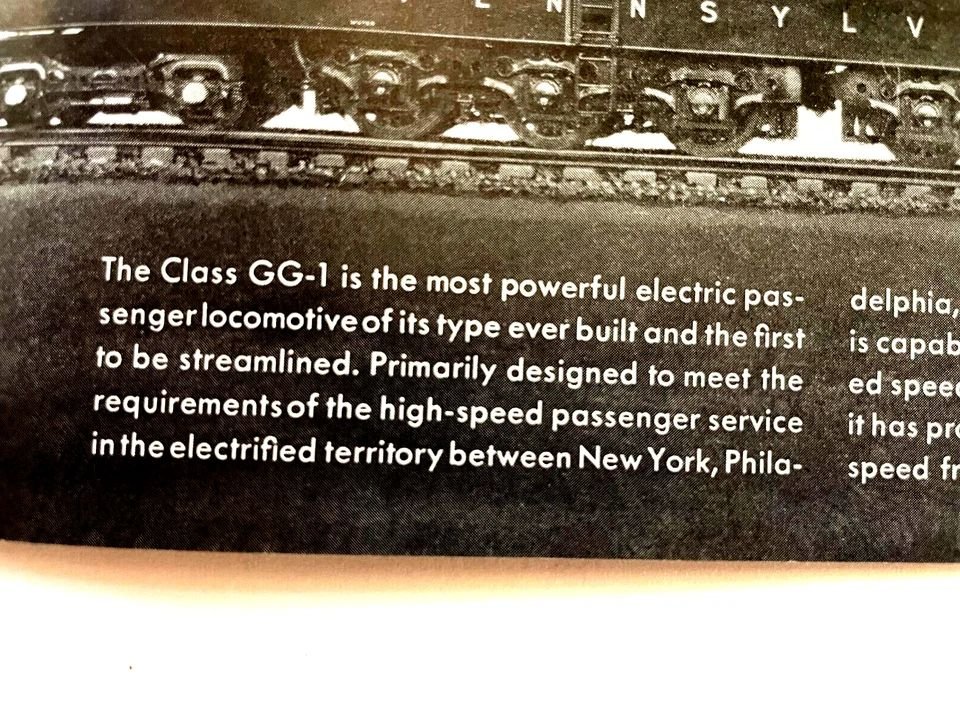 E N N S Y L V
The Class GG-1 is the most powerful electric pas-
senger locomotive of its type ever built and the first
to be streamlined. Primarily designed to meet the
requirements of the high-speed passenger service
in the electrified territory between New York, Phila-
delphia,
is capab
ed speed
it has pro
speed fr